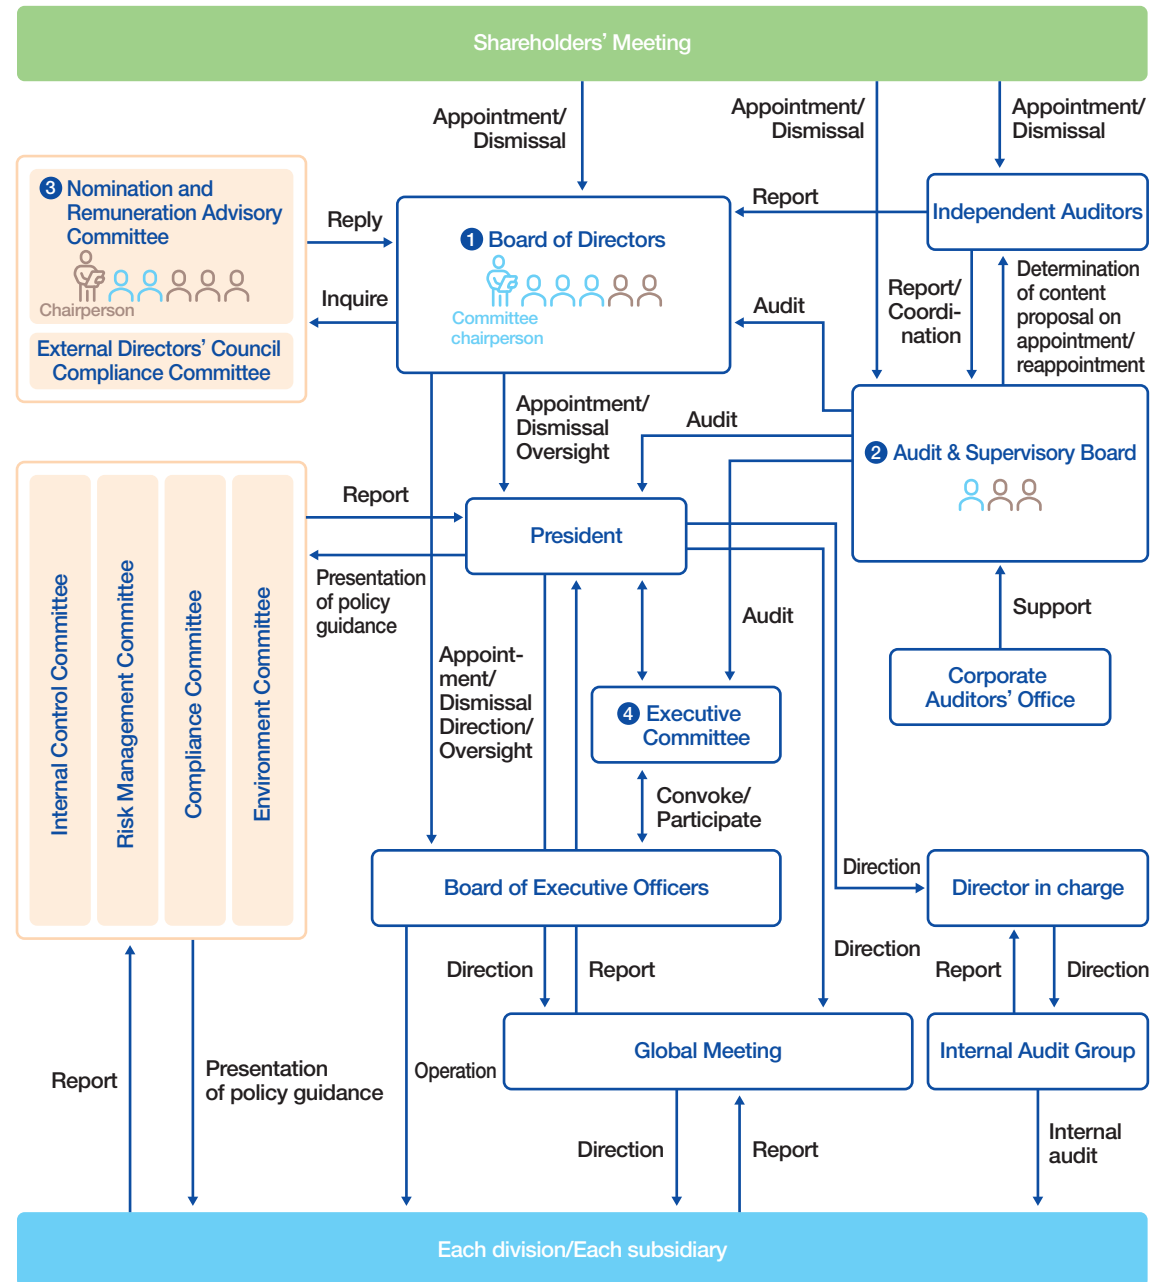 Shareholders’ Meeting
Appointment/
Dismissal
Appointment/
Dismissal
Appointment/
Dismissal
3 Nomination and
Remuneration Advisory
Committee
Chairperson
External Directors’ Council
Compliance Committee
Reply
Inquire
1 Board of Directors
Committee
chairperson
Report
Independent Auditors
Audit
Report/
Coordi-
nation
Determination
of content
proposal on
appointment/
reappointment
Appointment/
Dismissal
Oversight
Audit
2 Audit & Supervisory Board
Report
President
Presentation
of policy
guidance
Internal Control Committee
Risk Management Committee
Compliance Committee
Environment Committee
Audit
Support
Appoint-
ment/
Dismissal
Direction/
Oversight
Corporate
Auditors’ Office
4 Executive
Committee
Convoke/
Participate
Board of Executive Officers
Direction
Director in charge
Direction
Report
Direction
Report
Direction
Global Meeting
Internal Audit Group
Report
Presentation
of policy guidance
Operation
Direction
Report
Internal
audit
Each division/Each subsidiary